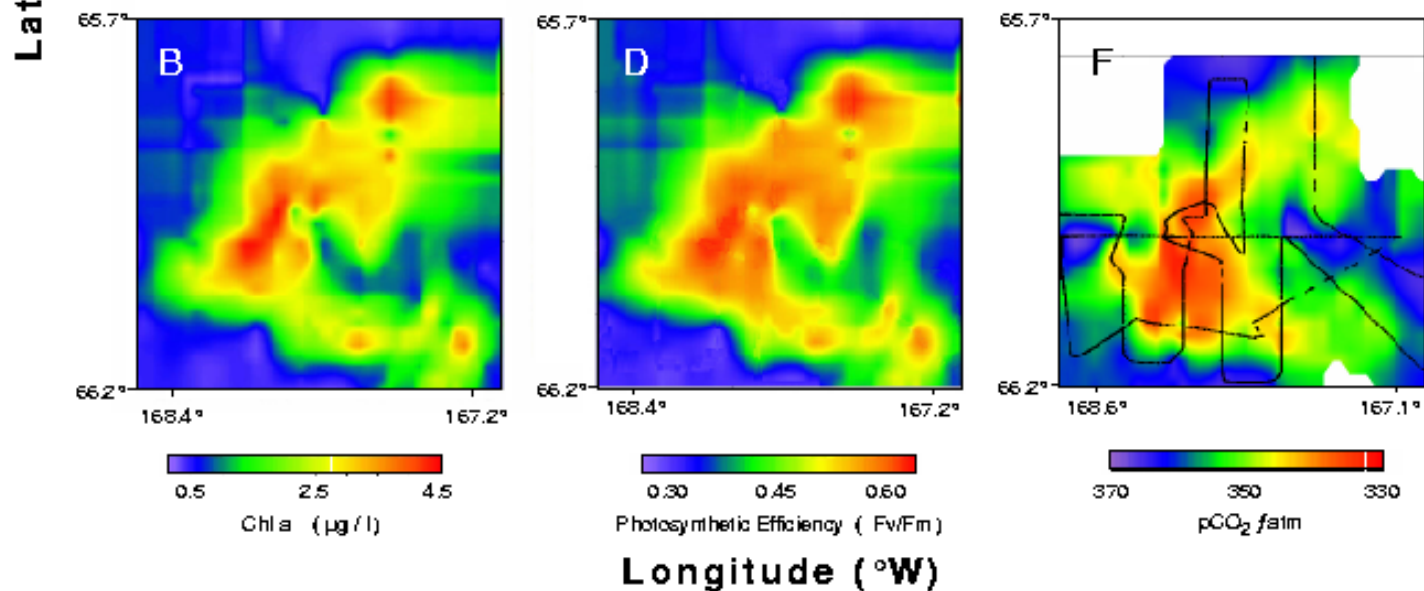 Lat
65.7°
B
66.2°
168.4°
167.2°
0.5
2.5
4.5
Chl a (µg / l)
65.7°
D
66.2°
168.4°
167.2°
0.30
0.45
0.60
Photosynthetic Efficiency ( Fv/Fm)
65.7°
F
66.2°
168.6°
167.1°
370
350
330
pCO₂ ƒatm
Longitude (°W)